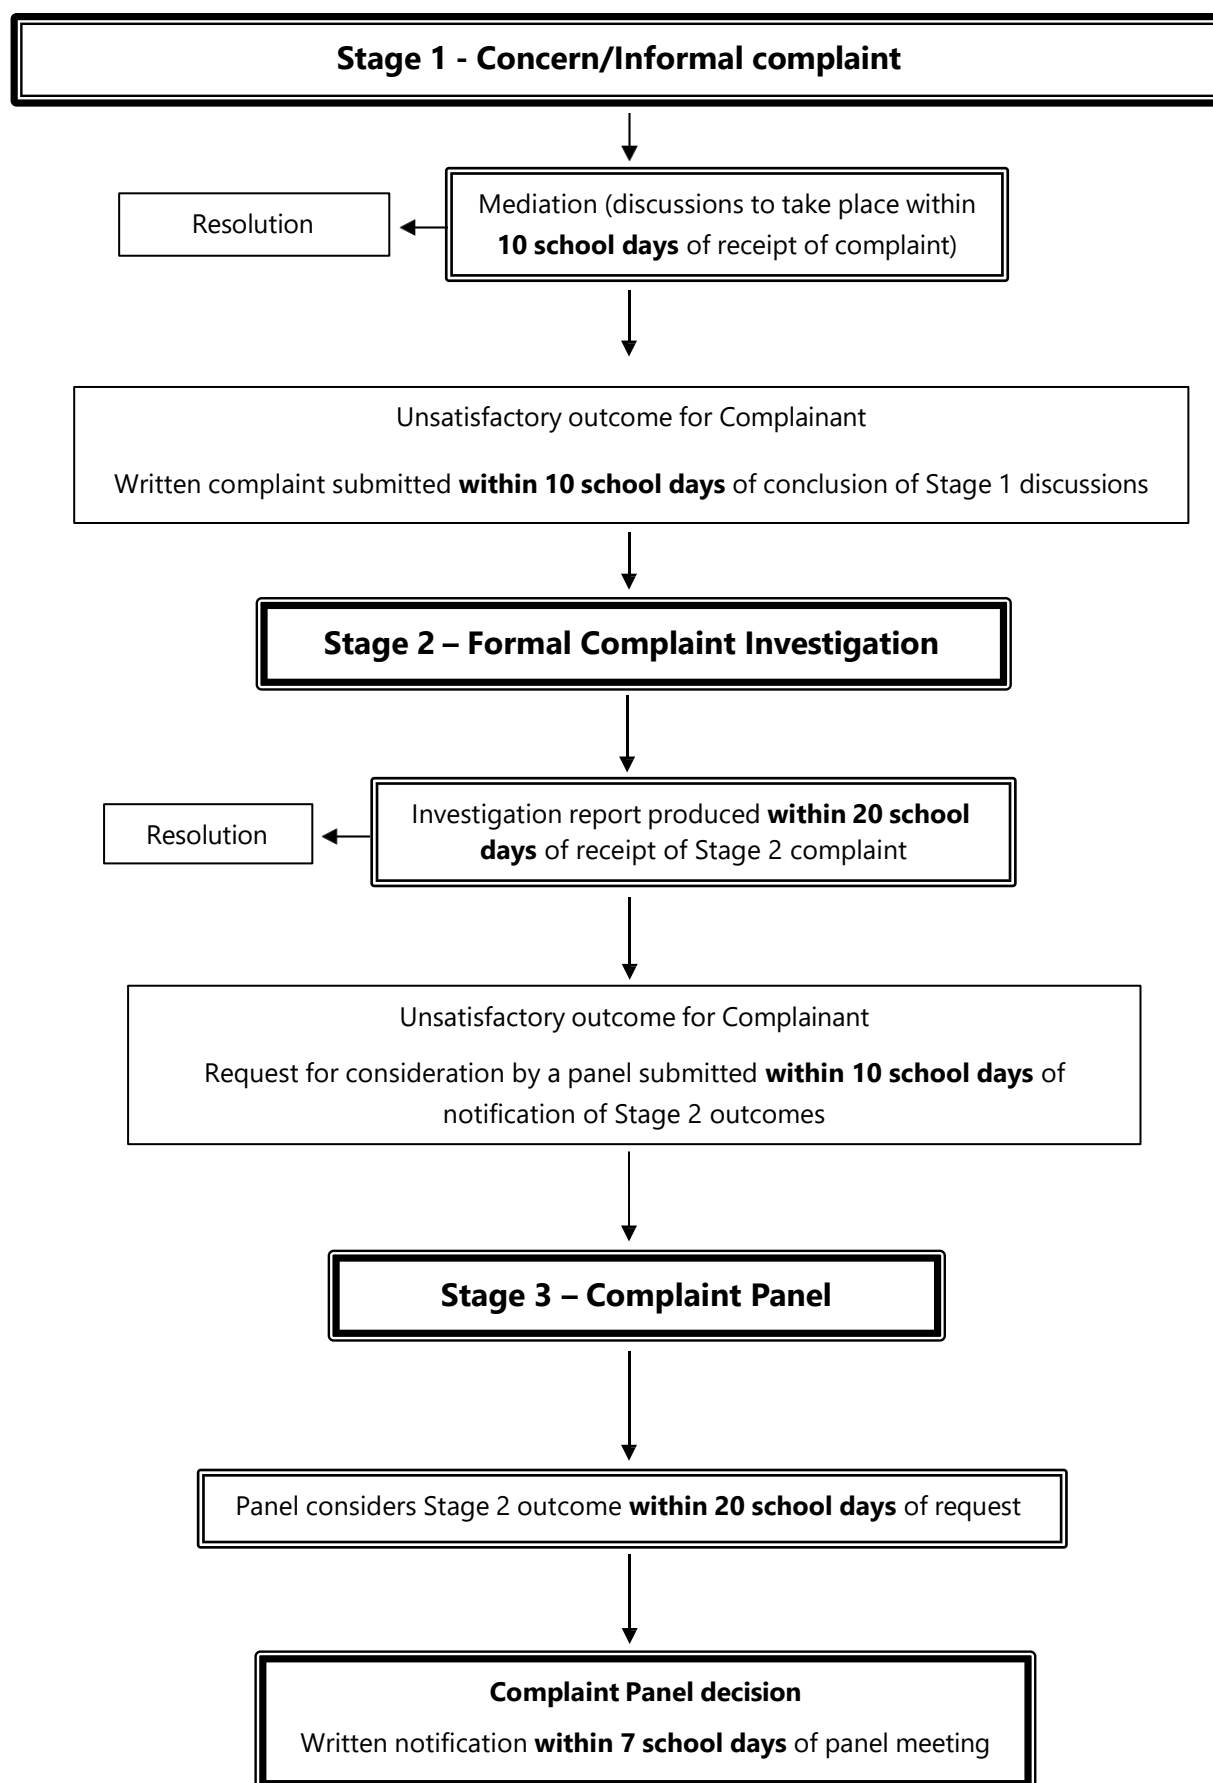 Stage 1 - Concern/Informal complaint
Mediation (discussions to take place within
10 school days of receipt of complaint)
Resolution
Unsatisfactory outcome for Complainant
Written complaint submitted within 10 school days of conclusion of Stage 1 discussions
Stage 2 – Formal Complaint Investigation
Investigation report produced within 20 school
days of receipt of Stage 2 complaint
Resolution
Unsatisfactory outcome for Complainant
Request for consideration by a panel submitted within 10 school days of
notification of Stage 2 outcomes
Stage 3 – Complaint Panel
Panel considers Stage 2 outcome within 20 school days of request
Complaint Panel decision
Written notification within 7 school days of panel meeting